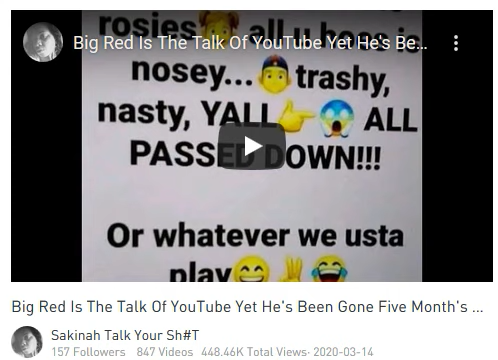 rosies all u hoes is
Big Red Is The Talk Of YouTube Yet He's Be...
nosey... trashy,
nasty, YALL ALL
PASSED DOWN!!!
Or whatever we usta
play
Big Red Is The Talk Of YouTube Yet He's Been Gone Five Month's ...
Sakinah Talk Your Sh#T
157 Followers 847 Videos 448.46K Total Views· 2020-03-14